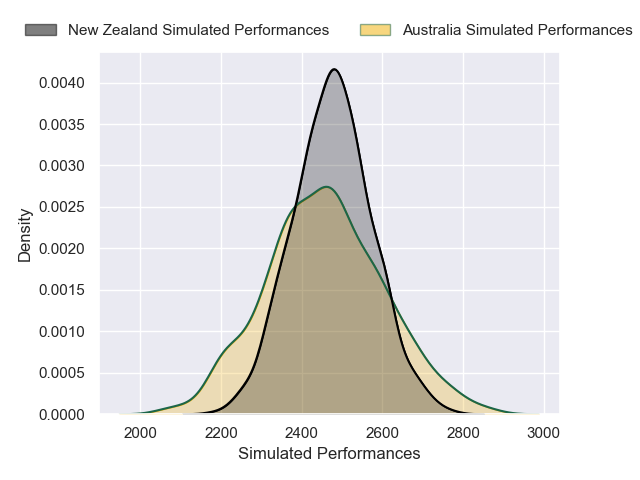 New Zealand Simulated Performances
Australia Simulated Performances
0.0040
0.0035
0.0030
0.0025
0.0020
0.0015
0.0010
0.0005
0.0000
Density
2000 2200 2400 2600 2800 3000
Simulated Performances